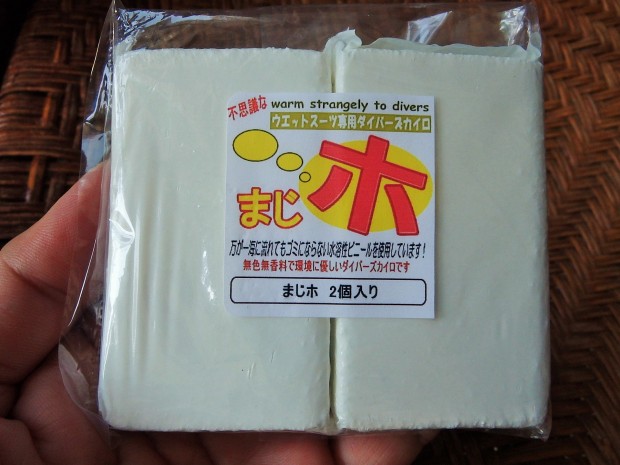 不思議な warm strangely to divers
ウエットスーツ専用ダイバーズカイロ
まじホ
万が一海に流れてもゴミにならない水溶性ビニールを使用しています!
無色無香料で環境に優しいダイバーズカイロです
まじホ 2個入り